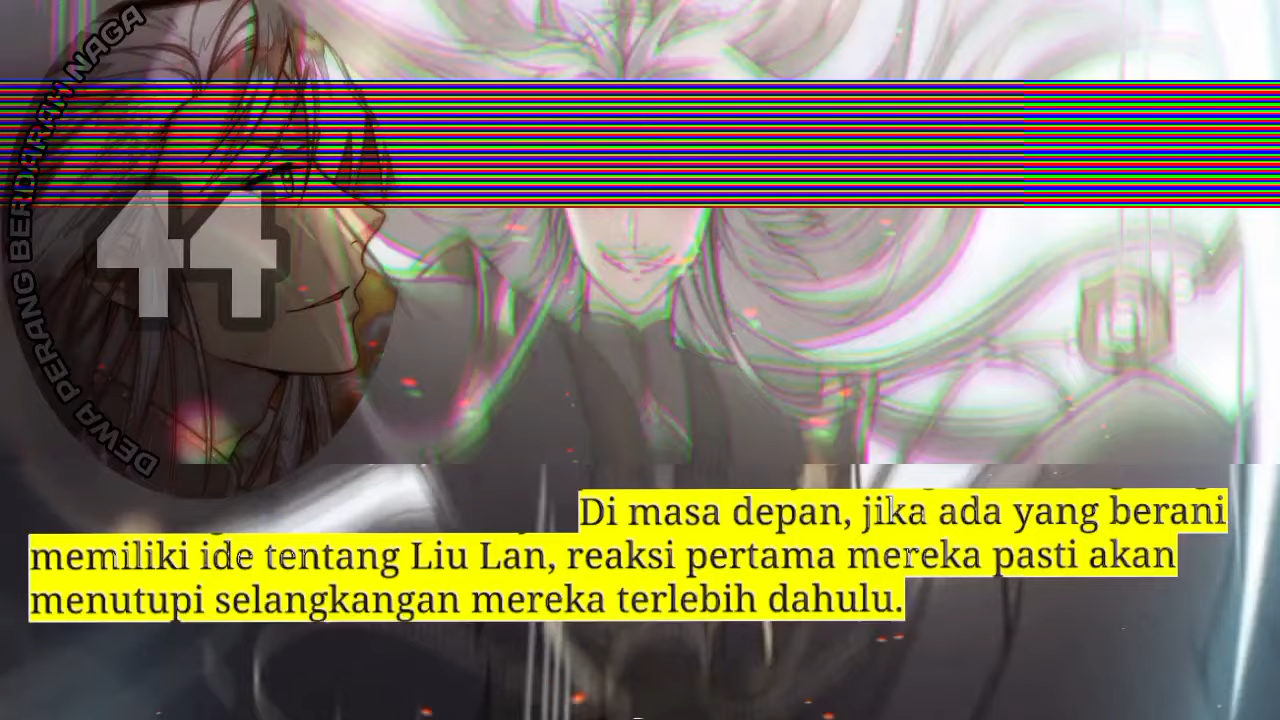 DEWA PERANG BERDARAH NAGA
44
Di masa depan, jika ada yang berani
memiliki ide tentang Liu Lan, reaksi pertama mereka pasti akan
menutupi selangkangan mereka terlebih dahulu.